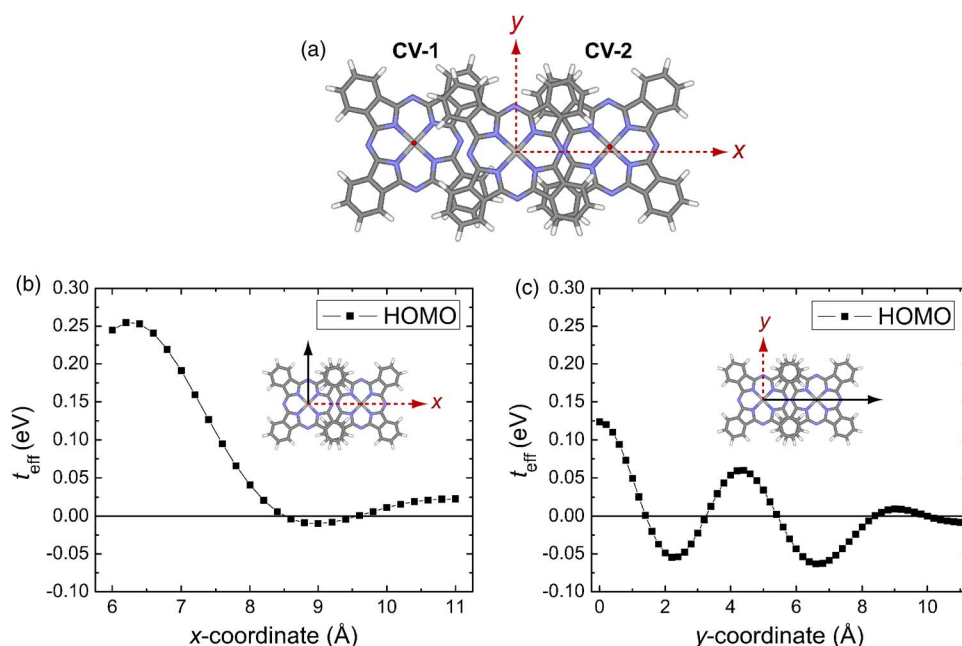 (a)
CV-1
y
CV-2
x
(b)
0.30
0.25
0.20
0.15
0.10
0.05
0.00
-0.05
-0.10
t_eff (eV)
HOMO
x
6 7 8 9 10 11
x-coordinate (Å)
(c)
0.30
0.25
0.20
0.15
0.10
0.05
0.00
-0.05
-0.10
t_eff (eV)
HOMO
y
0 2 4 6 8 10
y-coordinate (Å)